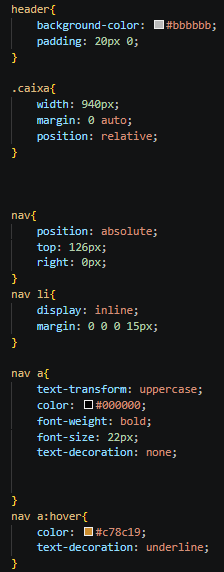 header{
background-color: #bbbbbb;
padding: 20px 0;
}
.caixa{
width: 940px;
margin: 0 auto;
position: relative;
}
nav{
position: absolute;
top: 126px;
right: 0px;
}
nav li{
display: inline;
margin: 0 0 0 15px;
}
nav a{
text-transform: uppercase;
color: #000000;
font-weight: bold;
font-size: 22px;
text-decoration: none;
}
nav a:hover{
color: #c78c19;
text-decoration: underline;
}